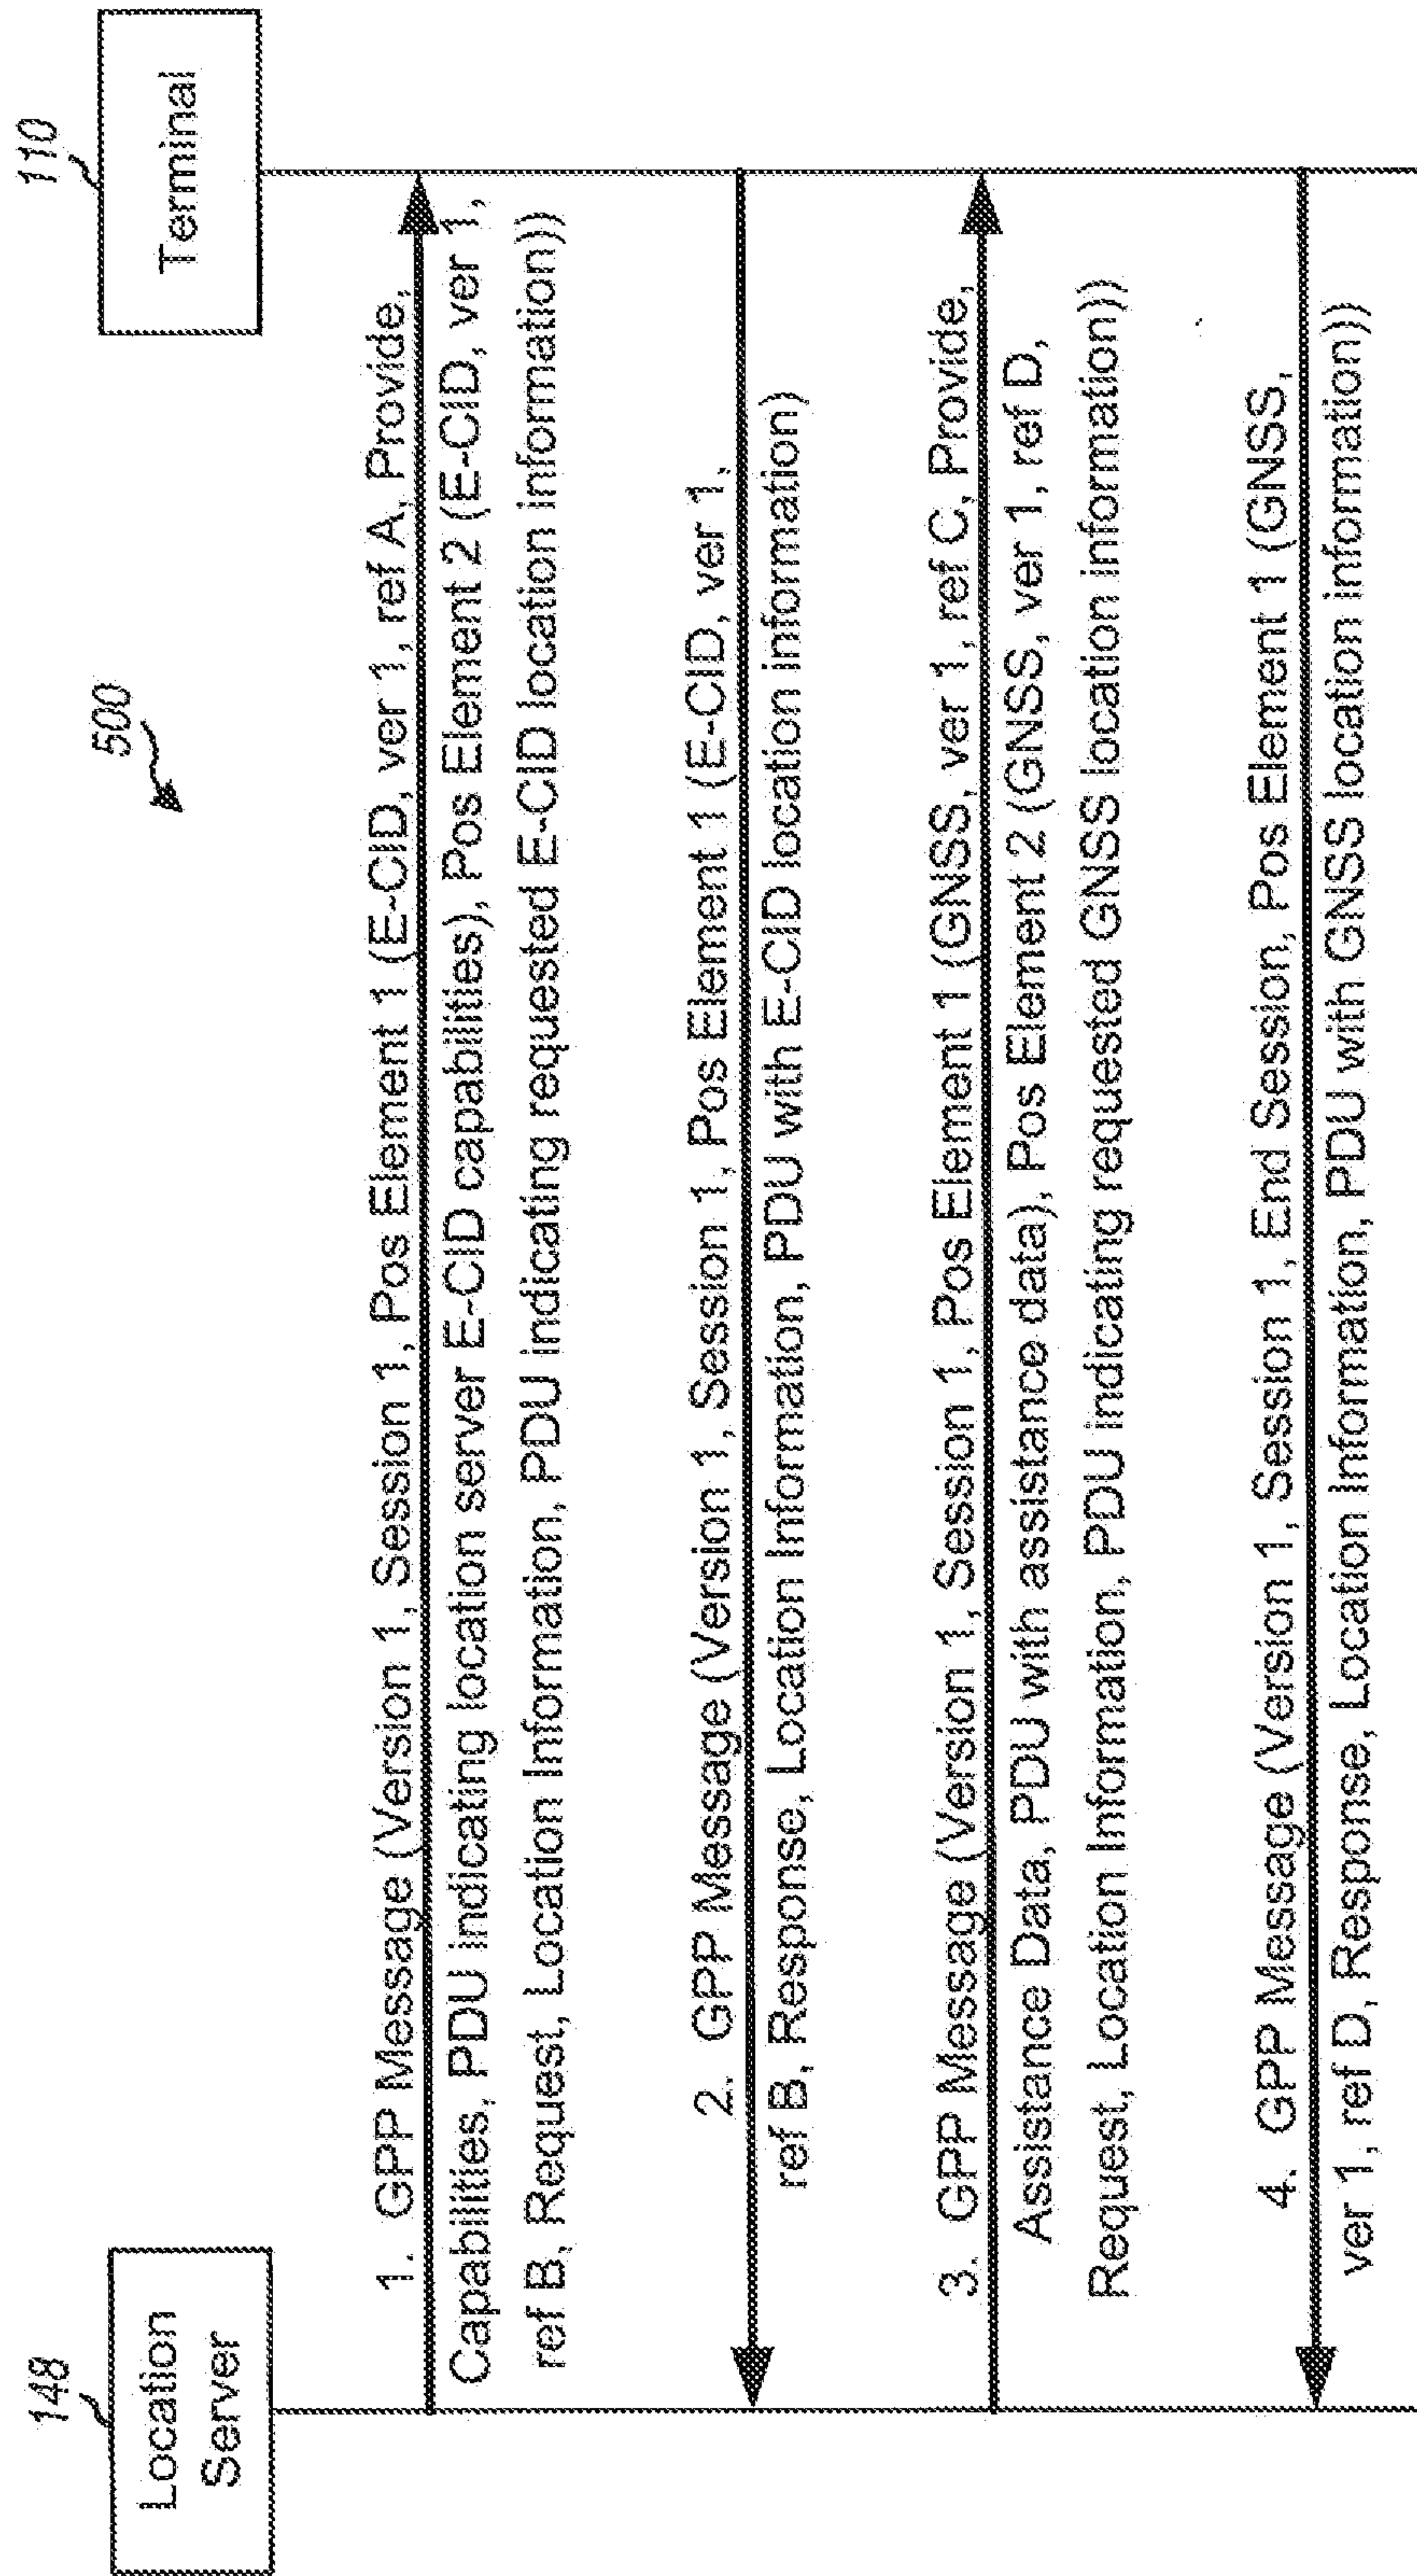 500
148
Location
Server
110
Terminal
1. GPP Message (Version 1, Session 1, Pos Element 1 (E-CID, ver 1, ref A, Provide,
Capabilities, PDU indicating location server E-CID capabilities), Pos Element 2 (E-CID, ver 1,
ref B, Request, Location Information, PDU indicating requested E-CID location information))
2. GPP Message (Version 1, Session 1, Pos Element 1 (E-CID, ver 1,
ref B, Response, Location Information, PDU with E-CID location information)
3. GPP Message (Version 1, Session 1, Pos Element 1 (GNSS, ver 1, ref C, Provide,
Assistance Data, PDU with assistance data), Pos Element 2 (GNSS, ver 1, ref D,
Request, Location Information, PDU indicating requested GNSS location information))
4. GPP Message (Version 1, Session 1, End Session, Pos Element 1 (GNSS,
ver 1, ref D, Response, Location Information, PDU with GNSS location information))